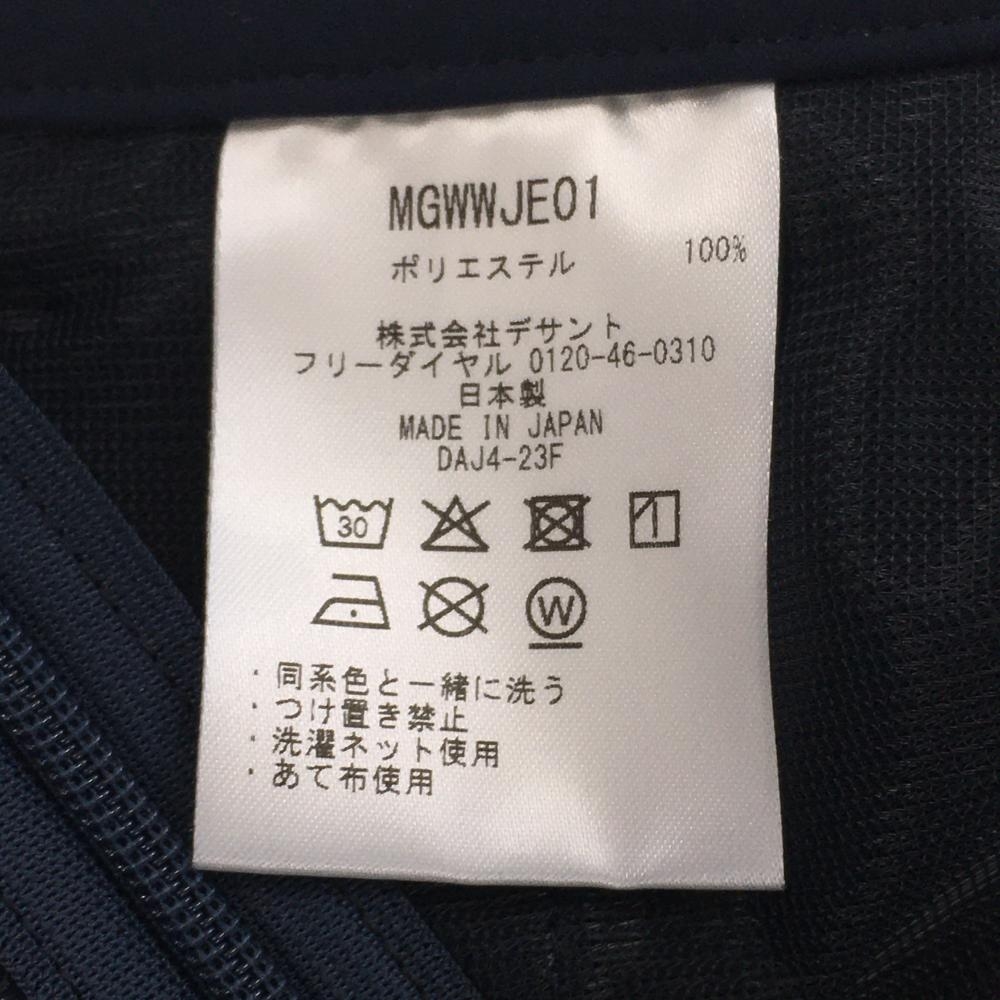 MGWWJE01
ポリエステル 100%
株式会社デサント
フリーダイヤル 0120-46-0310
日本製
MADE IN JAPAN
DAJ4-23F
30
W
・同系色と一緒に洗う
・つけ置き禁止
・洗濯ネット使用
・あて布使用